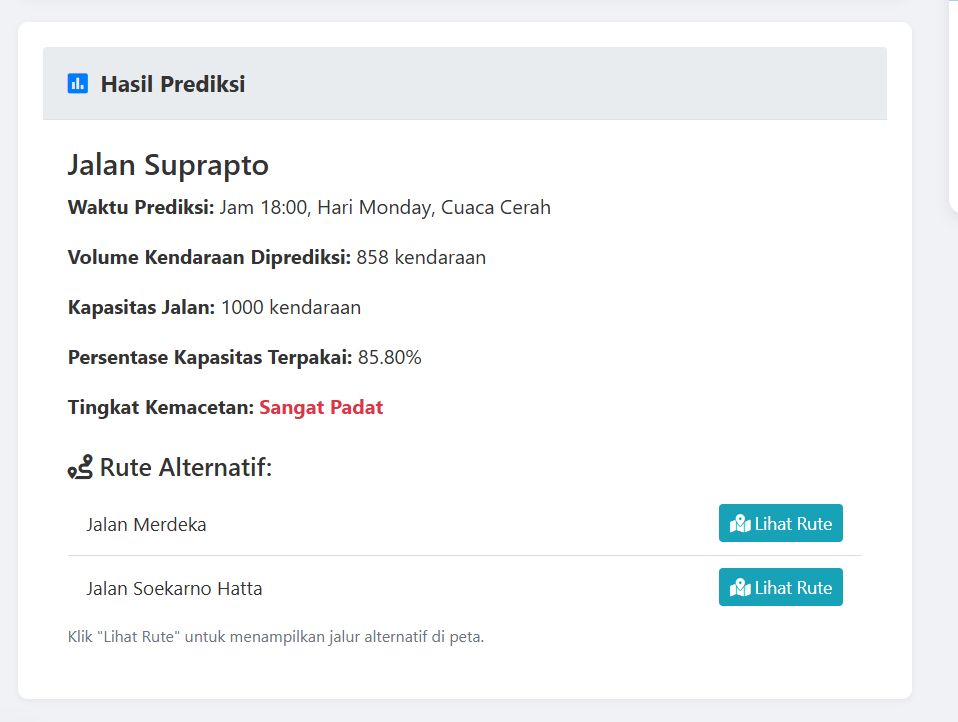 Hasil Prediksi
Jalan Suprapto
Waktu Prediksi: Jam 18:00, Hari Monday, Cuaca Cerah
Volume Kendaraan Diprediksi: 858 kendaraan
Kapasitas Jalan: 1000 kendaraan
Persentase Kapasitas Terpakai: 85.80%
Tingkat Kemacetan: Sangat Padat
Rute Alternatif:
Jalan Merdeka Lihat Rute
Jalan Soekarno Hatta Lihat Rute
Klik "Lihat Rute" untuk menampilkan jalur alternatif di peta.